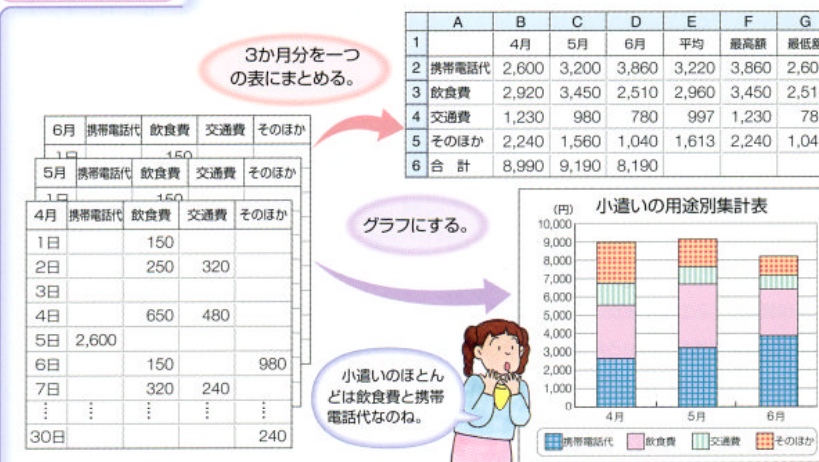 3か月分を一つ
の表にまとめる。
A B C D E F G
1 4月 5月 6月 平均 最高額 最低額
2 携帯電話代 2,600 3,200 3,860 3,220 3,860 2,60
3 飲食費 2,920 3,450 2,510 2,960 3,450 2,51
4 交通費 1,230 980 780 997 1,230 78
5 そのほか 2,240 1,560 1,040 1,613 2,240 1,04
6 合 計 8,990 9,190 8,190
6月 携帯電話代 飲食費 交通費 そのほか
1日 150
5月 携帯電話代 飲食費 交通費 そのほか
1日 150
4月 携帯電話代 飲食費 交通費 そのほか
1日 150
2日 250 320
3日
4日 650 480
5日 2,600
6日 150 980
7日 320 240
⋮ ⋮ ⋮ ⋮ ⋮
30日 240
グラフにする。
小遣いのほとん
どは飲食費と携帯
電話代なのね。
小遣いの用途別集計表
(円)
10,000
9,000
8,000
7,000
6,000
5,000
4,000
3,000
2,000
1,000
0
4月 5月 6月
携帯電話代 飲食費 交通費 そのほか